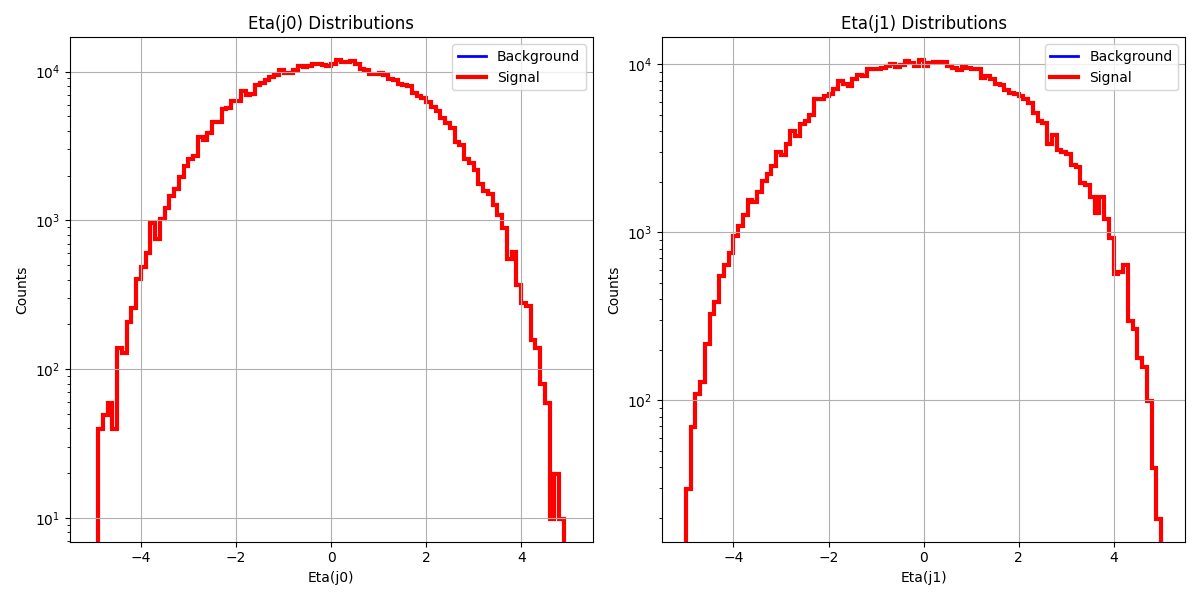 Eta(j0) Distributions
Background
Signal
Counts
10⁴
10³
10²
10¹
−4
−2
0
2
4
Eta(j0)
Eta(j1) Distributions
Background
Signal
Counts
10⁴
10³
10²
−4
−2
0
2
4
Eta(j1)